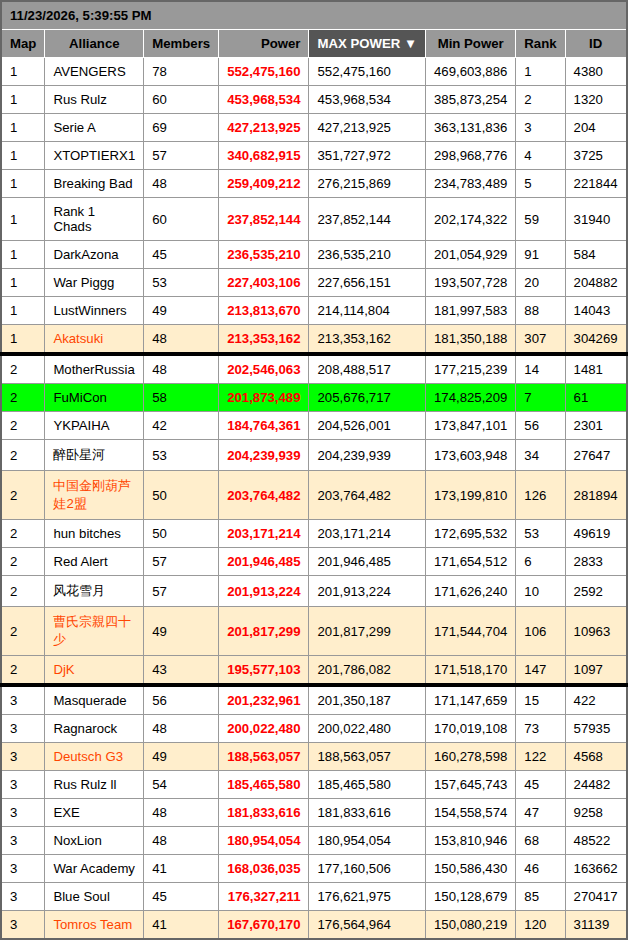 11/23/2026, 5:39:55 PM
Map Alliance Members Power MAX POWER ▼ Min Power Rank ID
1 AVENGERS 78 552,475,160 552,475,160 469,603,886 1 4380
1 Rus Rulz 60 453,968,534 453,968,534 385,873,254 2 1320
1 Serie A 69 427,213,925 427,213,925 363,131,836 3 204
1 XTOPTIERX1 57 340,682,915 351,727,972 298,968,776 4 3725
1 Breaking Bad 48 259,409,212 276,215,869 234,783,489 5 221844
1 Rank 1
Chads 60 237,852,144 237,852,144 202,174,322 59 31940
1 DarkAzona 45 236,535,210 236,535,210 201,054,929 91 584
1 War Piggg 53 227,403,106 227,656,151 193,507,728 20 204882
1 LustWinners 49 213,813,670 214,114,804 181,997,583 88 14043
1 Akatsuki 48 213,353,162 213,353,162 181,350,188 307 304269
2 MotherRussia 48 202,546,063 208,488,517 177,215,239 14 1481
2 FuMiCon 58 201,873,489 205,676,717 174,825,209 7 61
2 YKPAIHA 42 184,764,361 204,526,001 173,847,101 56 2301
2 醉卧星河 53 204,239,939 204,239,939 173,603,948 34 27647
2 中国金刚葫芦
娃2盟 50 203,764,482 203,764,482 173,199,810 126 281894
2 hun bitches 50 203,171,214 203,171,214 172,695,532 53 49619
2 Red Alert 57 201,946,485 201,946,485 171,654,512 6 2833
2 风花雪月 57 201,913,224 201,913,224 171,626,240 10 2592
2 曹氏宗親四十
少 49 201,817,299 201,817,299 171,544,704 106 10963
2 DjK 43 195,577,103 201,786,082 171,518,170 147 1097
3 Masquerade 56 201,232,961 201,350,187 171,147,659 15 422
3 Ragnarock 48 200,022,480 200,022,480 170,019,108 73 57935
3 Deutsch G3 49 188,563,057 188,563,057 160,278,598 122 4568
3 Rus Rulz ll 54 185,465,580 185,465,580 157,645,743 45 24482
3 EXE 48 181,833,616 181,833,616 154,558,574 47 9258
3 NoxLion 48 180,954,054 180,954,054 153,810,946 68 48522
3 War Academy 41 168,036,035 177,160,506 150,586,430 46 163662
3 Blue Soul 45 176,327,211 176,621,975 150,128,679 85 270417
3 Tomros Team 41 167,670,170 176,564,964 150,080,219 120 31139